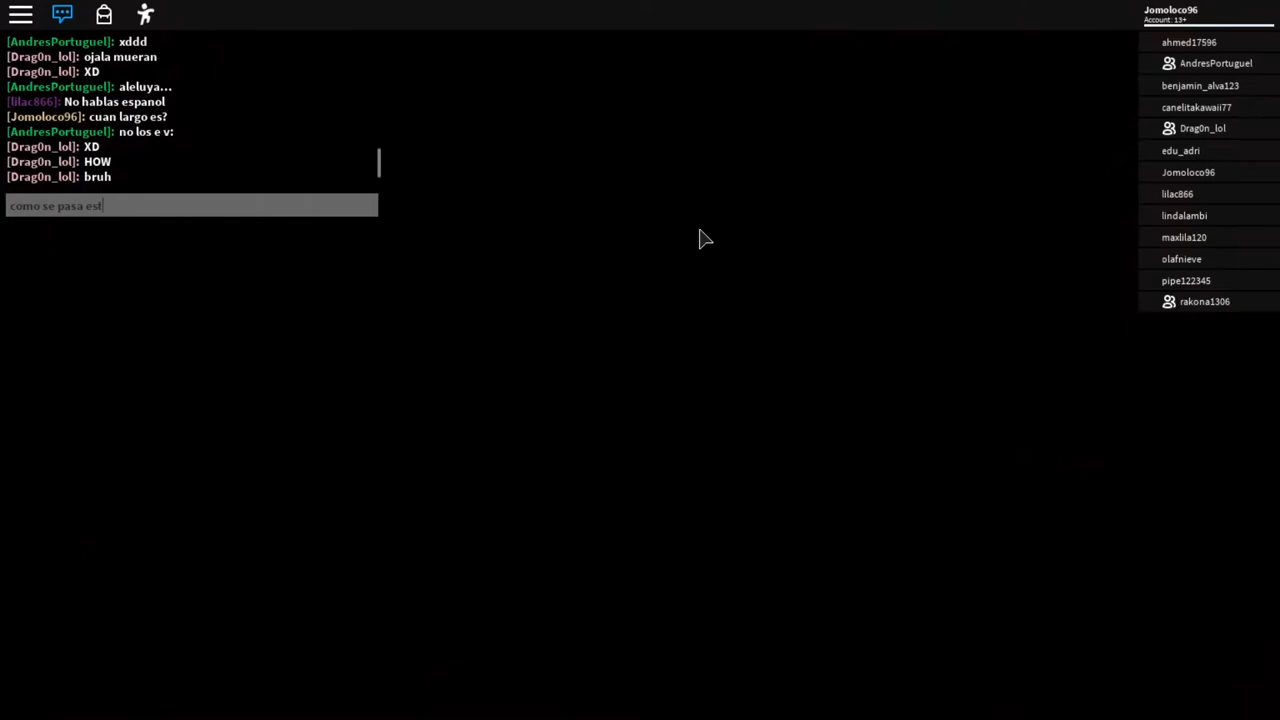 Jomoloco96
Account: 13+
[AndresPortuguel]: xddd
[Drag0n_lol]: ojala mueran
[Drag0n_lol]: XD
[AndresPortuguel]: aleluya...
[lilac866]: No hablas espanol
[Jomoloco96]: cuan largo es?
[AndresPortuguel]: no los e v:
[Drag0n_lol]: XD
[Drag0n_lol]: HOW
[Drag0n_lol]: bruh
como se pasa est
ahmed17596
AndresPortuguel
benjamin_alva123
canelitakawaii77
Drag0n_lol
edu_adri
Jomoloco96
lilac866
lindalambi
maxlila120
olafnieve
pipe122345
rakona1306